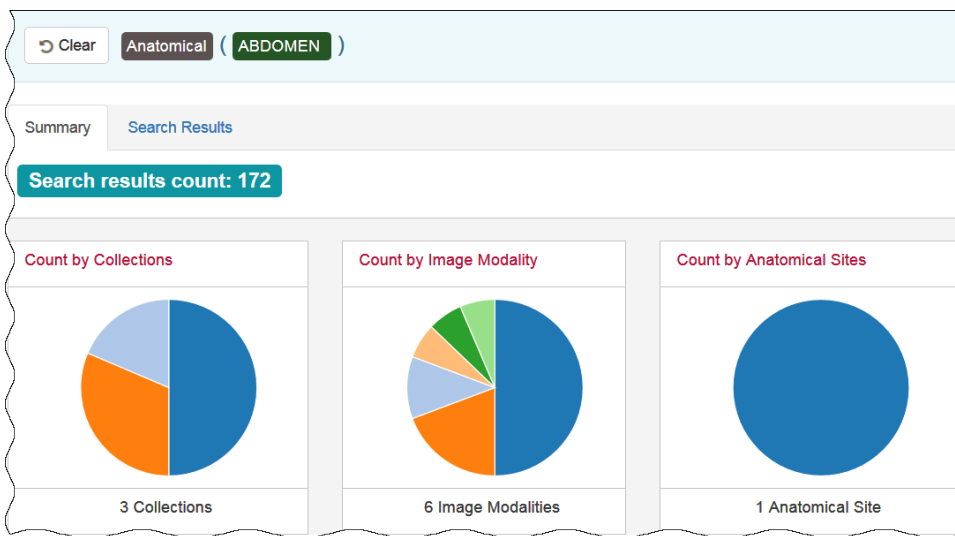 Clear Anatomical ( ABDOMEN )
Summary Search Results
Search results count: 172
Count by Collections Count by Image Modality Count by Anatomical Sites
3 Collections 6 Image Modalities 1 Anatomical Site